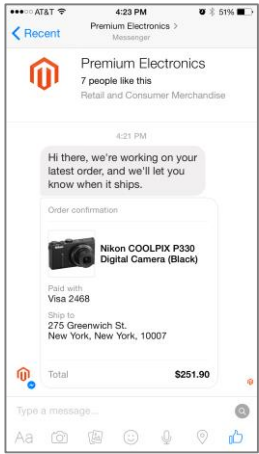 AT&T 4:23 PM 51%
Recent
Premium Electronics >
Messenger
Premium Electronics
7 people like this
Retail and Consumer Merchandise
4:21 PM
Hi there, we're working on your
latest order, and we'll let you
know when it ships.
Order confirmation
Nikon COOLPIX P330
Digital Camera (Black)
Paid with
Visa 2468
Ship to
275 Greenwich St.
New York, New York, 10007
Total $251.90
Type a message...
Aa